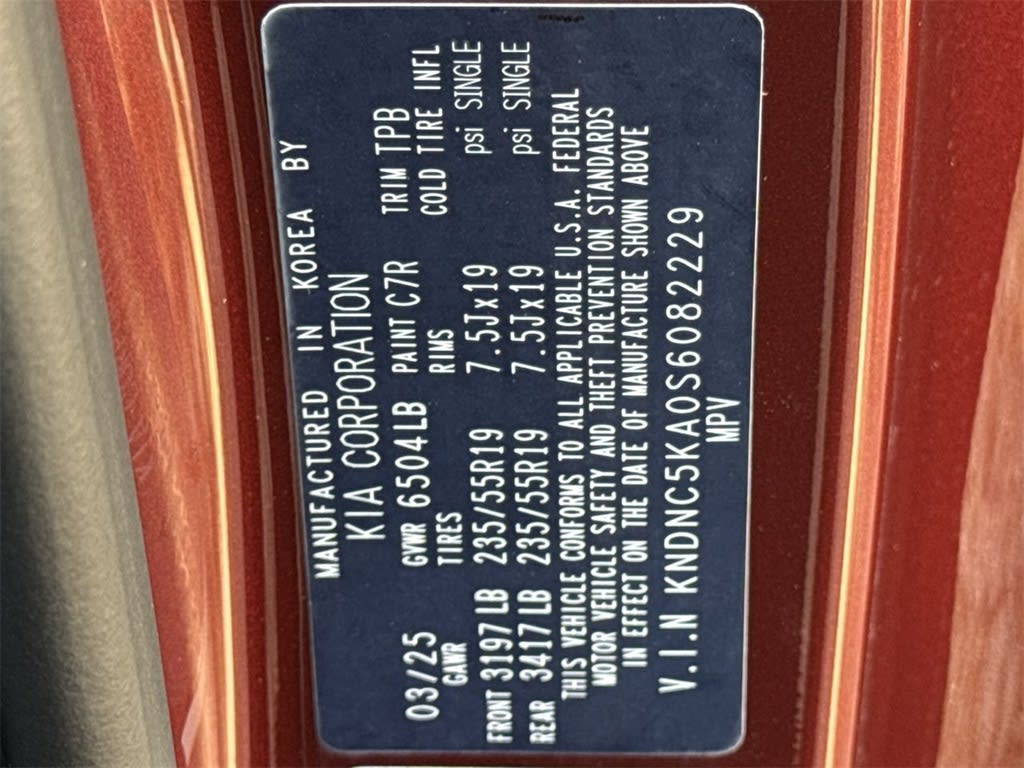 MANUFACTURED IN KOREA BY
KIA CORPORATION
03/25 GVWR 6504LB PAINT C7R TRIM TPB
GAWR TIRES RIMS COLD TIRE INFL
FRONT 3197LB 235/55R19 7.5Jx19 psi SINGLE
REAR 3417LB 235/55R19 7.5Jx19 psi SINGLE
THIS VEHICLE CONFORMS TO ALL APPLICABLE U.S.A. FEDERAL
MOTOR VEHICLE SAFETY AND THEFT PREVENTION STANDARDS
IN EFFECT ON THE DATE OF MANUFACTURE SHOWN ABOVE
V.I.N KNDNC5KA0S6082229
MPV